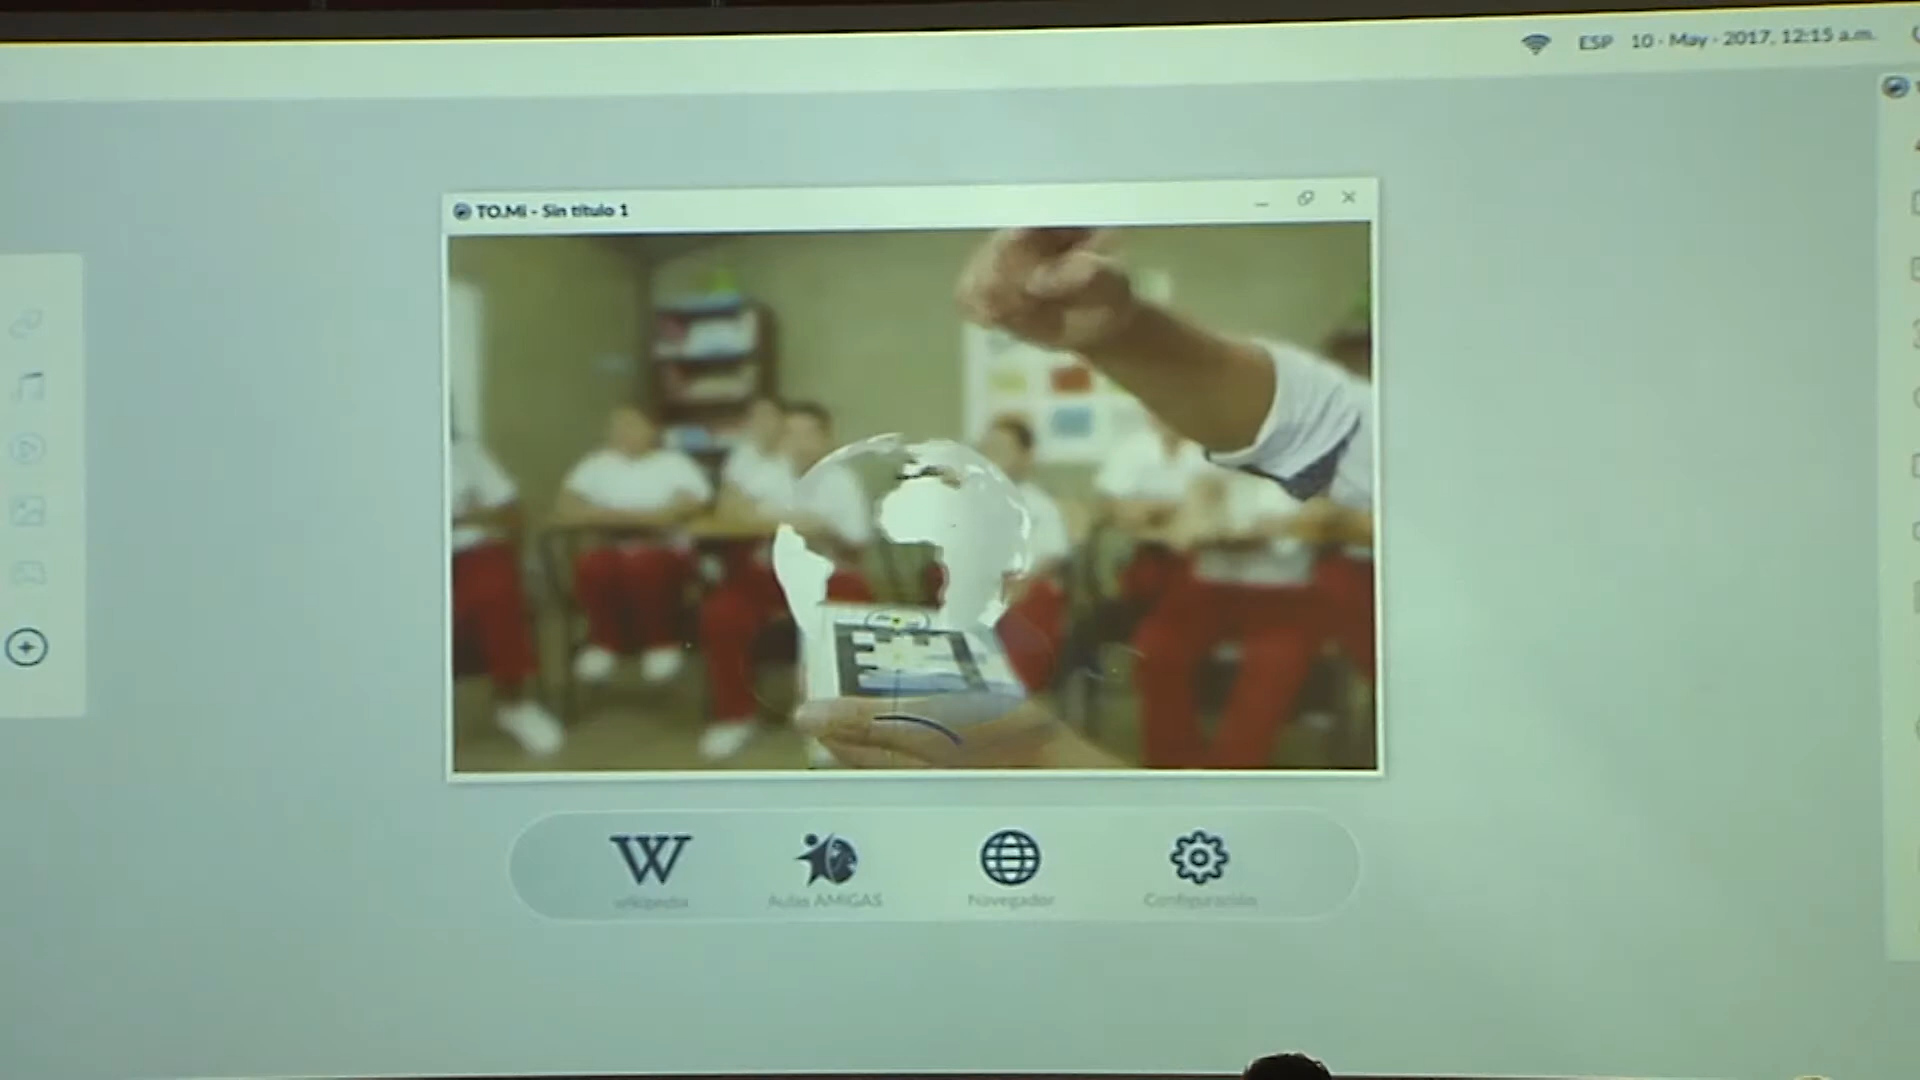 ESP 10 - May - 2017, 12:15 a.m.
TO.Mi - Sin título 1
W
wikipedia
Aulas AMiGAS
Navegador
Configuración